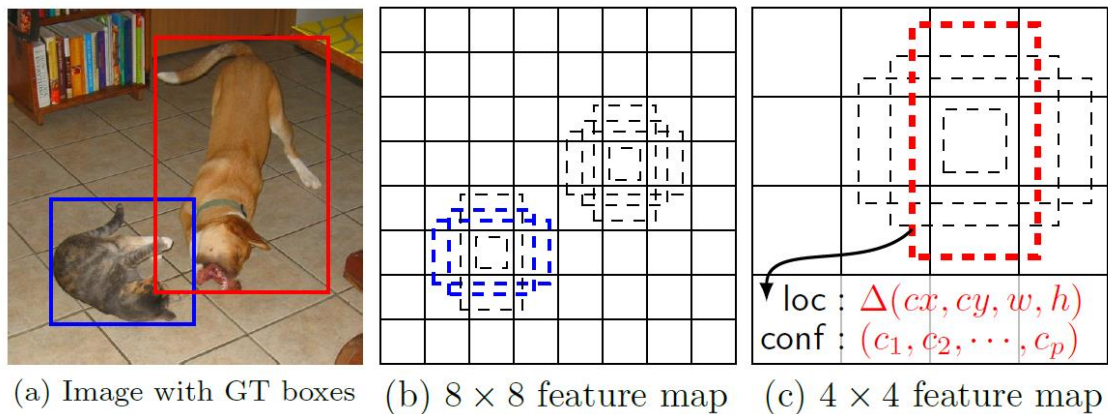 loc : Δ(cx, cy, w, h)
conf : (c₁, c₂, ⋯, cₚ)
(a) Image with GT boxes
(b) 8 × 8 feature map
(c) 4 × 4 feature map